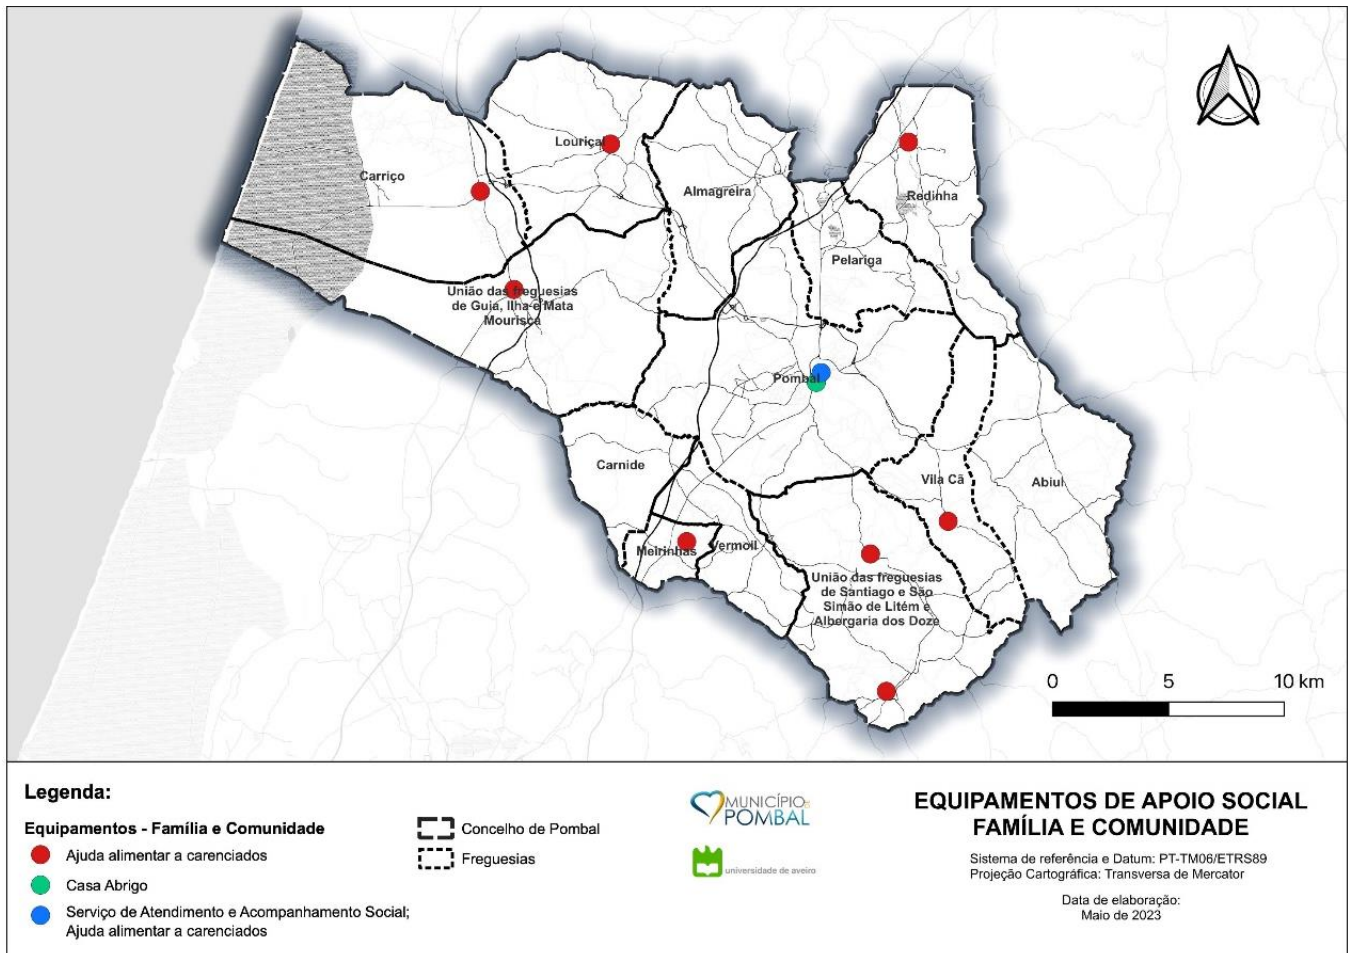 Louriçal
Carriço
Almagreira
Redinha
Pelariga
União das freguesias
de Guia, Ilha e Mata
Mourisca
Pombal
Carnide
Vila Cã
Abiul
Meirinhas
Vermoil
União das freguesias
de Santiago e São
Simão de Litém e
Albergaria dos Doze
0 5 10 km
Legenda:
Equipamentos - Família e Comunidade
Ajuda alimentar a carenciados
Casa Abrigo
Serviço de Atendimento e Acompanhamento Social;
Ajuda alimentar a carenciados
Concelho de Pombal
Freguesias
MUNICÍPIO DE
POMBAL
universidade de aveiro
EQUIPAMENTOS DE APOIO SOCIAL
FAMÍLIA E COMUNIDADE
Sistema de referência e Datum: PT-TM06/ETRS89
Projeção Cartográfica: Transversa de Mercator
Data de elaboração:
Maio de 2023